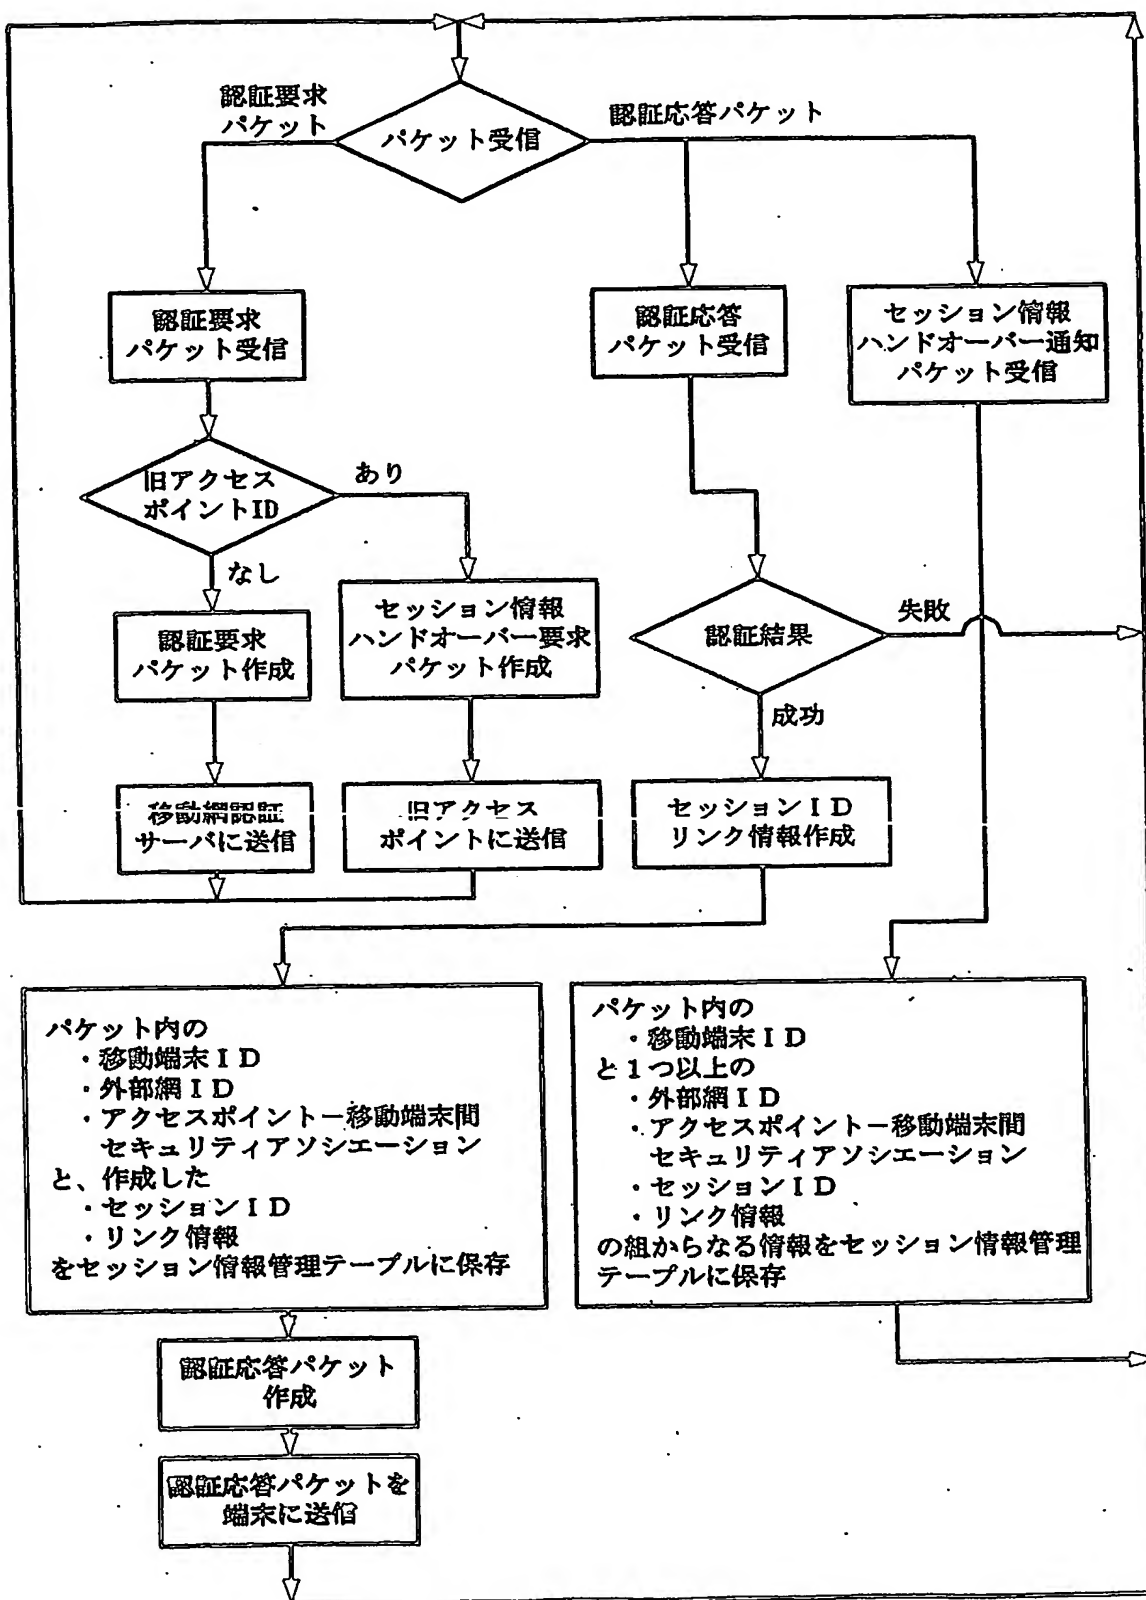 認証要求
パケット
認証応答パケット
パケット受信
認証要求
パケット受信
認証応答
パケット受信
セッション情報
ハンドオーバー通知
パケット受信
旧アクセス
ポイントID
あり
なし
認証要求
パケット作成
セッション情報
ハンドオーバー要求
パケット作成
認証結果
失敗
成功
移動網認証
サーバに送信
旧アクセス
ポイントに送信
セッションID
リンク情報作成
パケット内の
・移動端末ID
・外部網ID
・アクセスポイントー移動端末間
セキュリティアソシエーション
と、作成した
・セッションID
・リンク情報
をセッション情報管理テーブルに保存
パケット内の
・移動端末ID
と1つ以上の
・外部網ID
・アクセスポイントー移動端末間
セキュリティアソシエーション
・セッションID
・リンク情報
の組からなる情報をセッション情報管理
テーブルに保存
認証応答パケット
作成
認証応答パケットを
端末に送信